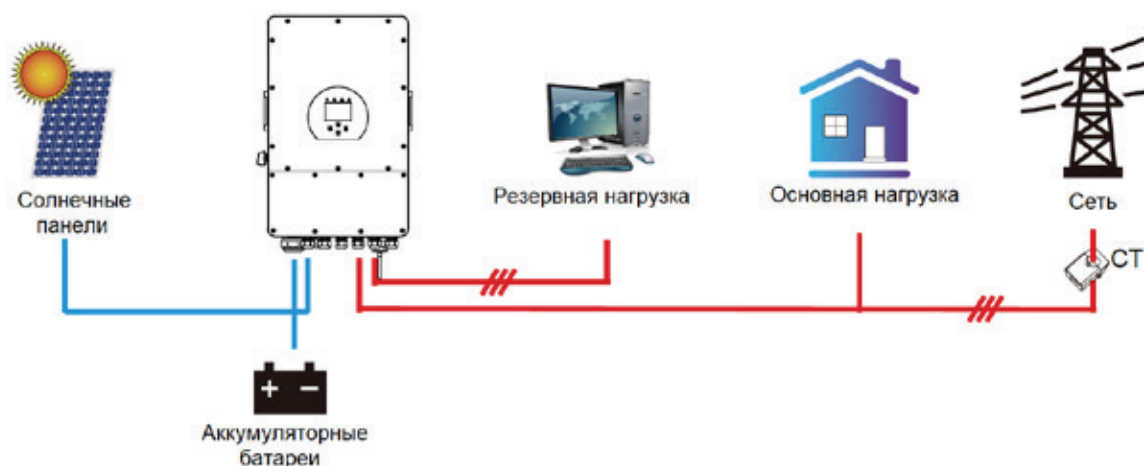 Солнечные
панели
Резервная нагрузка
Основная нагрузка
Сеть
CT
Аккумуляторные
батареи